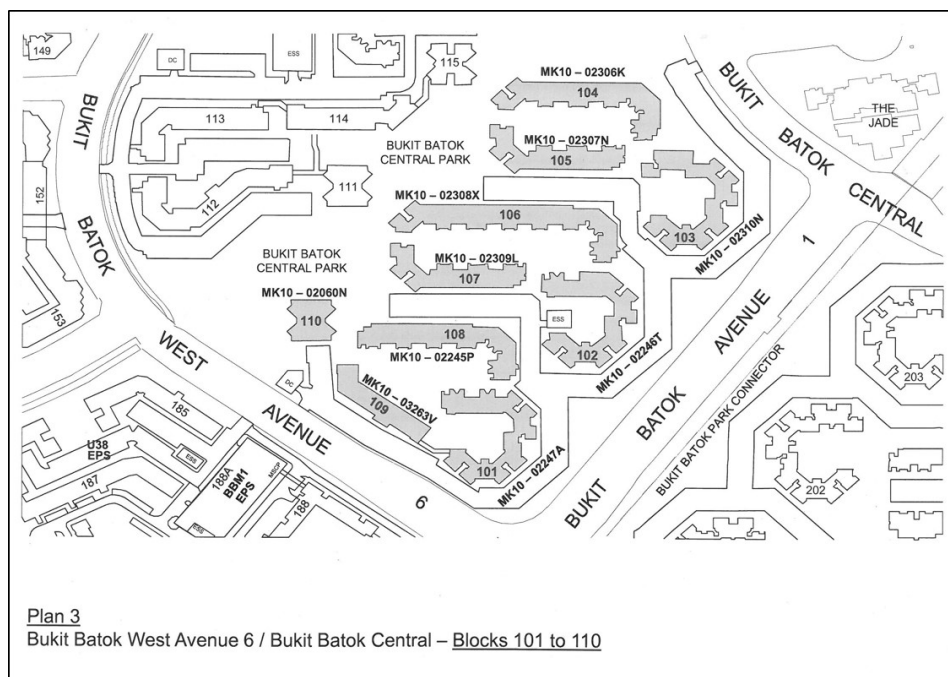 149
DC
ESS
115
BUKIT
BATOK
113
114
BUKIT BATOK
CENTRAL PARK
152
112
111
153
MK10 – 02306K
104
MK10 – 02307N
105
MK10 – 02308X
106
MK10 – 02309L
107
103
MK10 – 02310N
BUKIT
BATOK
CENTRAL
THE
JADE
BUKIT BATOK
CENTRAL PARK
MK10 – 02060N
110
108
MK10 – 02245P
ESS
102
MK10 – 02246T
DC
MK10 – 03263V
109
101
MK10 – 02247A
WEST
AVENUE
6
BUKIT
BATOK
AVENUE
1
BUKIT BATOK PARK CONNECTOR
203
202
185
U38
EPS
ESS
187
188A
BBM1
EPS
MSCP
ESS
188
Plan 3
Bukit Batok West Avenue 6 / Bukit Batok Central – Blocks 101 to 110